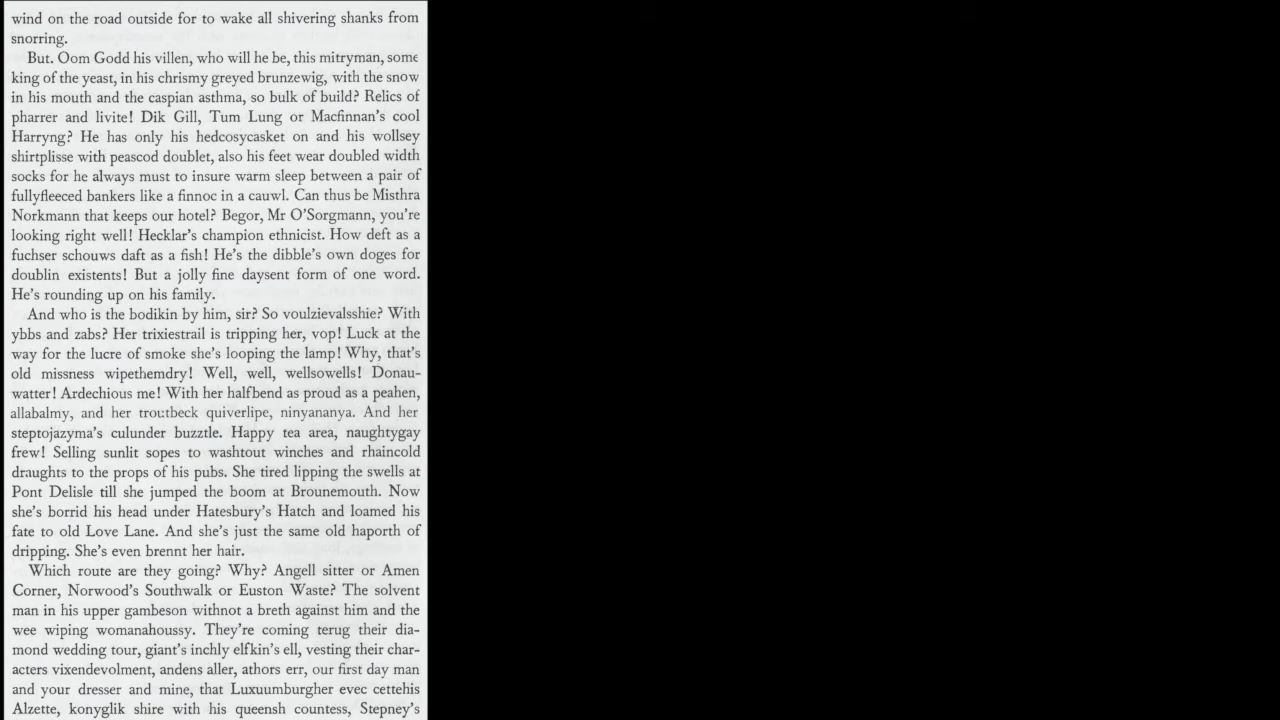 wind on the road outside for to wake all shivering shanks from
snorring.
But. Oom Godd his villen, who will he be, this mitryman, some
king of the yeast, in his chrismy greyed brunzewig, with the snow
in his mouth and the caspian asthma, so bulk of build? Relics of
pharrer and livite! Dik Gill, Tum Lung or Macfinnan's cool
Harryng? He has only his hedcosycasket on and his wollsey
shirtplisse with peascod doublet, also his feet wear doubled width
socks for he always must to insure warm sleep between a pair of
fullyfleeced bankers like a finnoc in a cauwl. Can thus be Misthra
Norkmann that keeps our hotel? Begor, Mr O'Sorgmann, you're
looking right well! Hecklar's champion ethnicist. How deft as a
fuchser schouws daft as a fish! He's the dibble's own doges for
doublin existents! But a jolly fine daysent form of one word.
He's rounding up on his family.
And who is the bodikin by him, sir? So voulzievalsshie? With
ybbs and zabs? Her trixiestrail is tripping her, vop! Luck at the
way for the lucre of smoke she's looping the lamp! Why, that's
old missness wipethemdry! Well, well, wellsowells! Donau-
watter! Ardechious me! With her halfbend as proud as a peahen,
allabalmy, and her troutbeck quiverlipe, ninyananya. And her
steptojazyma's culunder buzztle. Happy tea area, naughtygay
frew! Selling sunlit sopes to washtout winches and rhaincold
draughts to the props of his pubs. She tired lipping the swells at
Pont Delisle till she jumped the boom at Brounemouth. Now
she's borrid his head under Hatesbury's Hatch and loamed his
fate to old Love Lane. And she's just the same old haporth of
dripping. She's even brennt her hair.
Which route are they going? Why? Angell sitter or Amen
Corner, Norwood's Southwalk or Euston Waste? The solvent
man in his upper gambeson withnot a breth against him and the
wee wiping womanahoussy. They're coming terug their dia-
mond wedding tour, giant's inchly elfkin's ell, vesting their char-
acters vixendevolment, andens aller, athors err, our first day man
and your dresser and mine, that Luxuumburgher evec cettehis
Alzette, konyglik shire with his queensh countess, Stepney's